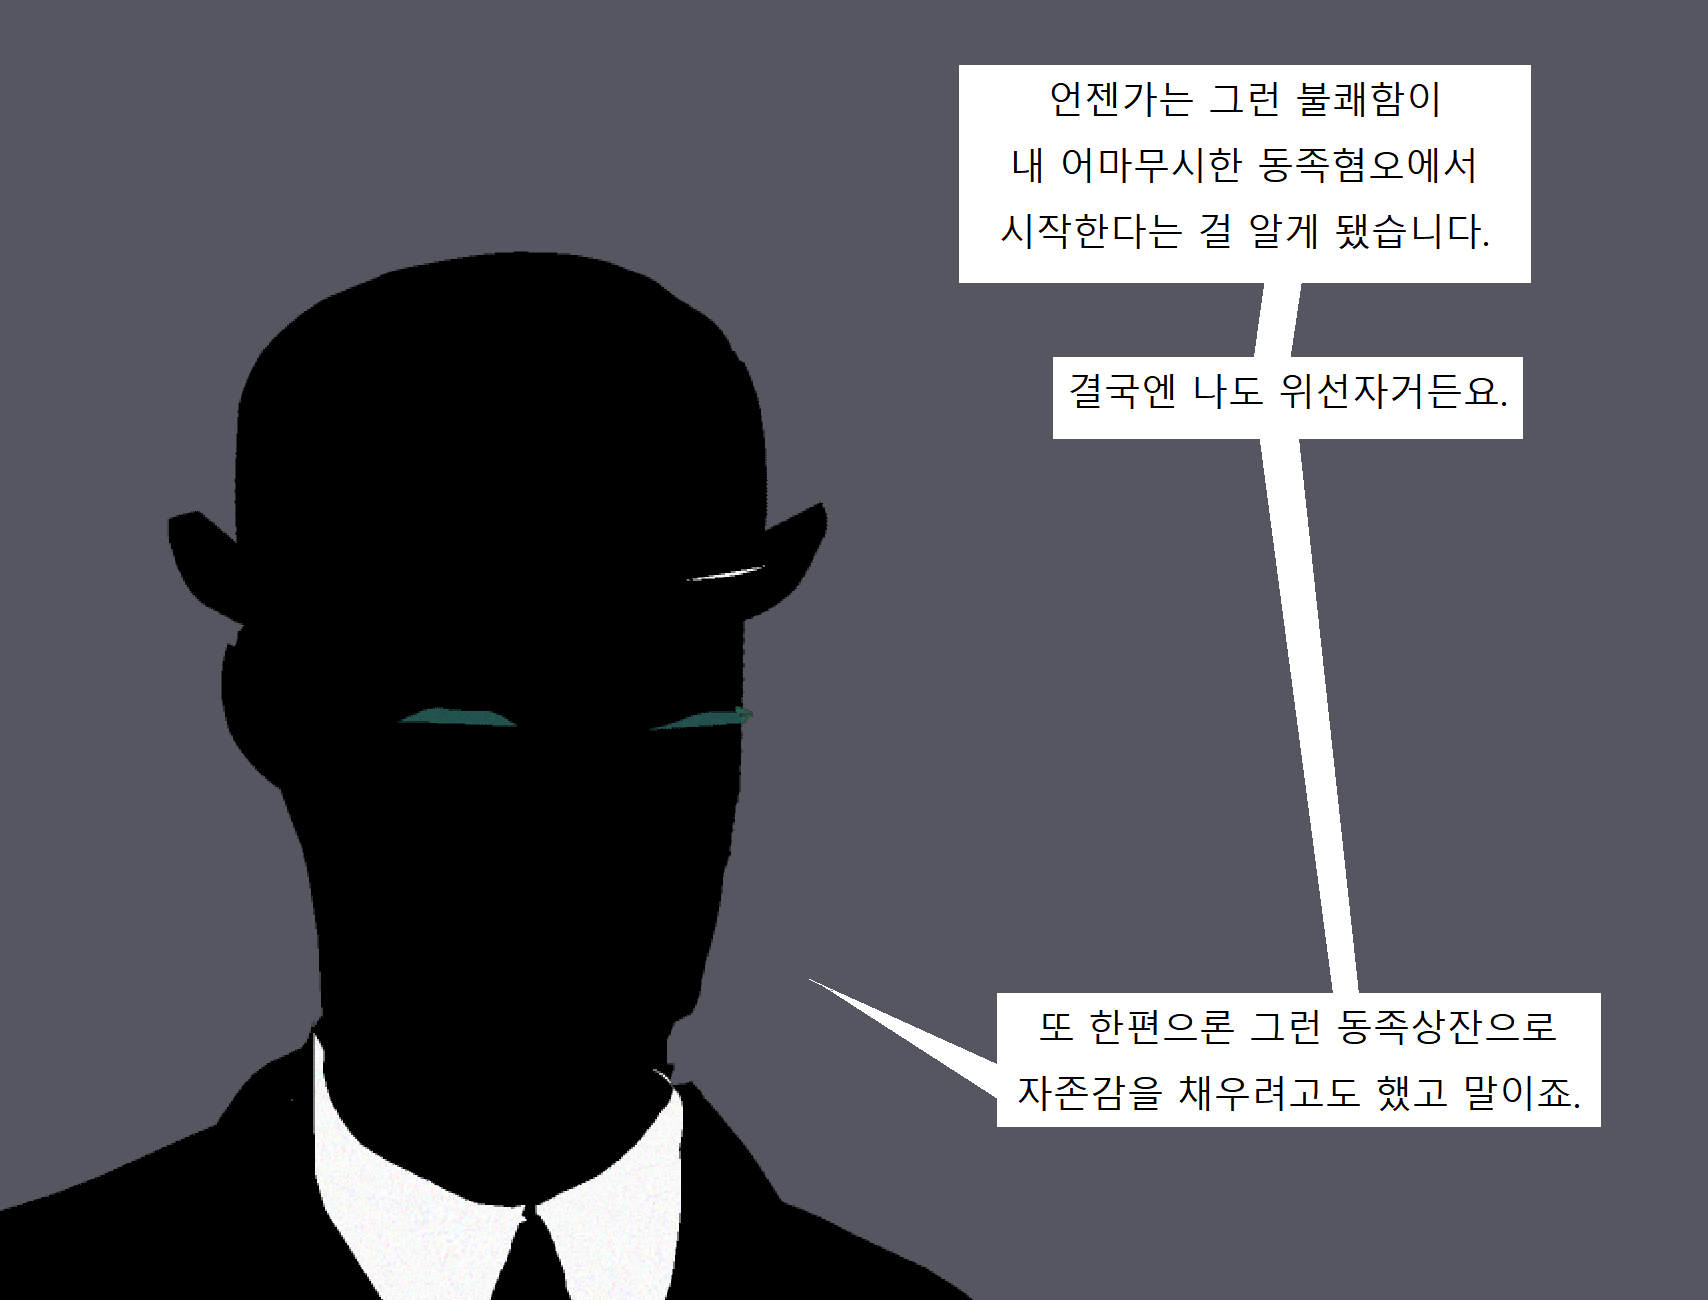 언젠가는 그런 불쾌함이
내 어마무시한 동족혐오에서
시작한다는 걸 알게 됐습니다.
결국엔 나도 위선자거든요.
또 한편으론 그런 동족상잔으로
자존감을 채우려고도 했고 말이죠.